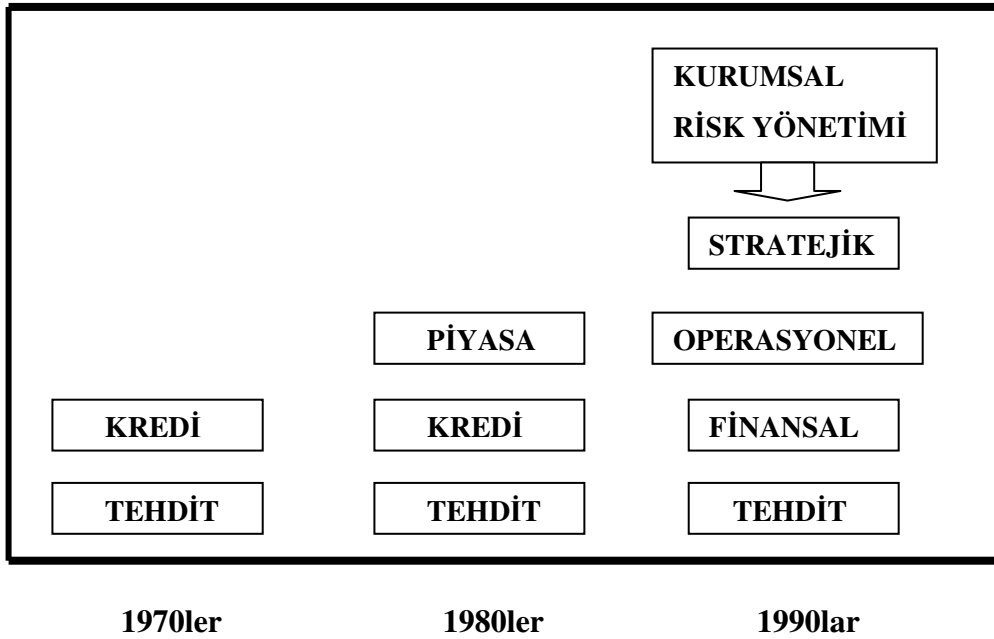 KURUMSAL
RİSK YÖNETİMİ
STRATEJİK
PİYASA
OPERASYONEL
KREDİ
KREDİ
FİNANSAL
TEHDİT
TEHDİT
TEHDİT
1970ler
1980ler
1990lar